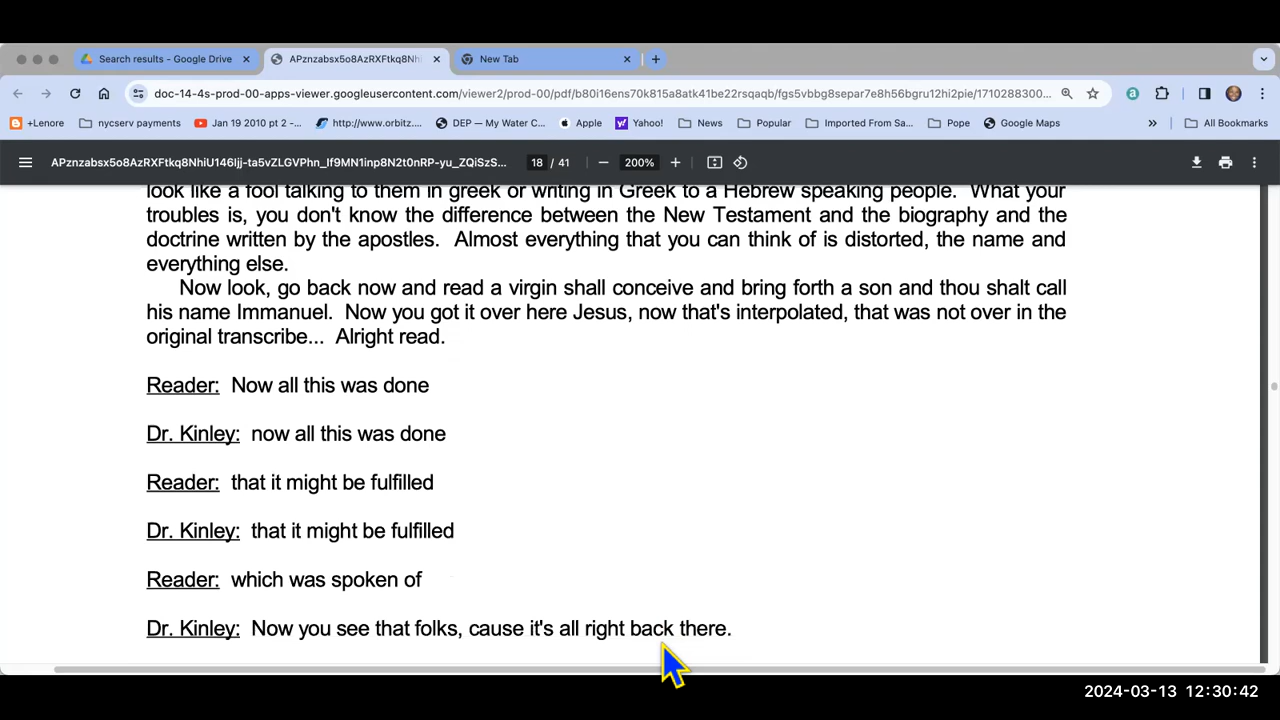 Search results - Google Drive
APznzabsx5o8AzRXFtkq8Nh
New Tab
doc-14-4s-prod-00-apps-viewer.googleusercontent.com/viewer2/prod-00/pdf/b80i16ens70k815a8atk41be22rsqaqb/fgs5vbbg8separ7e8h56bgru12hi2pie/1710288300...
+Lenore
nycserv payments
Jan 19 2010 pt 2 -...
http://www.orbitz....
DEP — My Water C...
Apple
Yahoo!
News
Popular
Imported From Sa...
Pope
Google Maps
All Bookmarks
18 / 41
200%
look like a fool talking to them in greek or writing in Greek to a Hebrew speaking people. What your
troubles is, you don't know the difference between the New Testament and the biography and the
doctrine written by the apostles. Almost everything that you can think of is distorted, the name and
everything else.
Now look, go back now and read a virgin shall conceive and bring forth a son and thou shalt call
his name Immanuel. Now you got it over here Jesus, now that's interpolated, that was not over in the
original transcribe... Alright read.
Reader: Now all this was done
Dr. Kinley: now all this was done
Reader: that it might be fulfilled
Dr. Kinley: that it might be fulfilled
Reader: which was spoken of
Dr. Kinley: Now you see that folks, cause it's all right back there.
2024-03-13 12:30:42